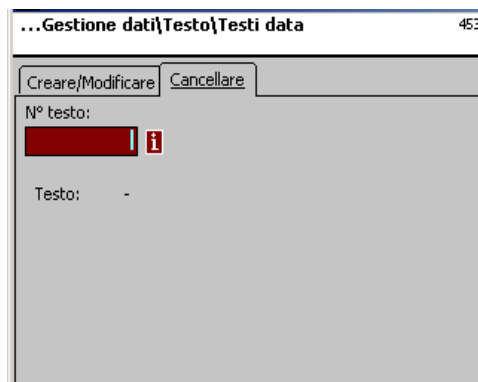 ...Gestione dati\Testo\Testi data 453
Creare/Modificare Cancellare
N° testo:
i
Testo: -